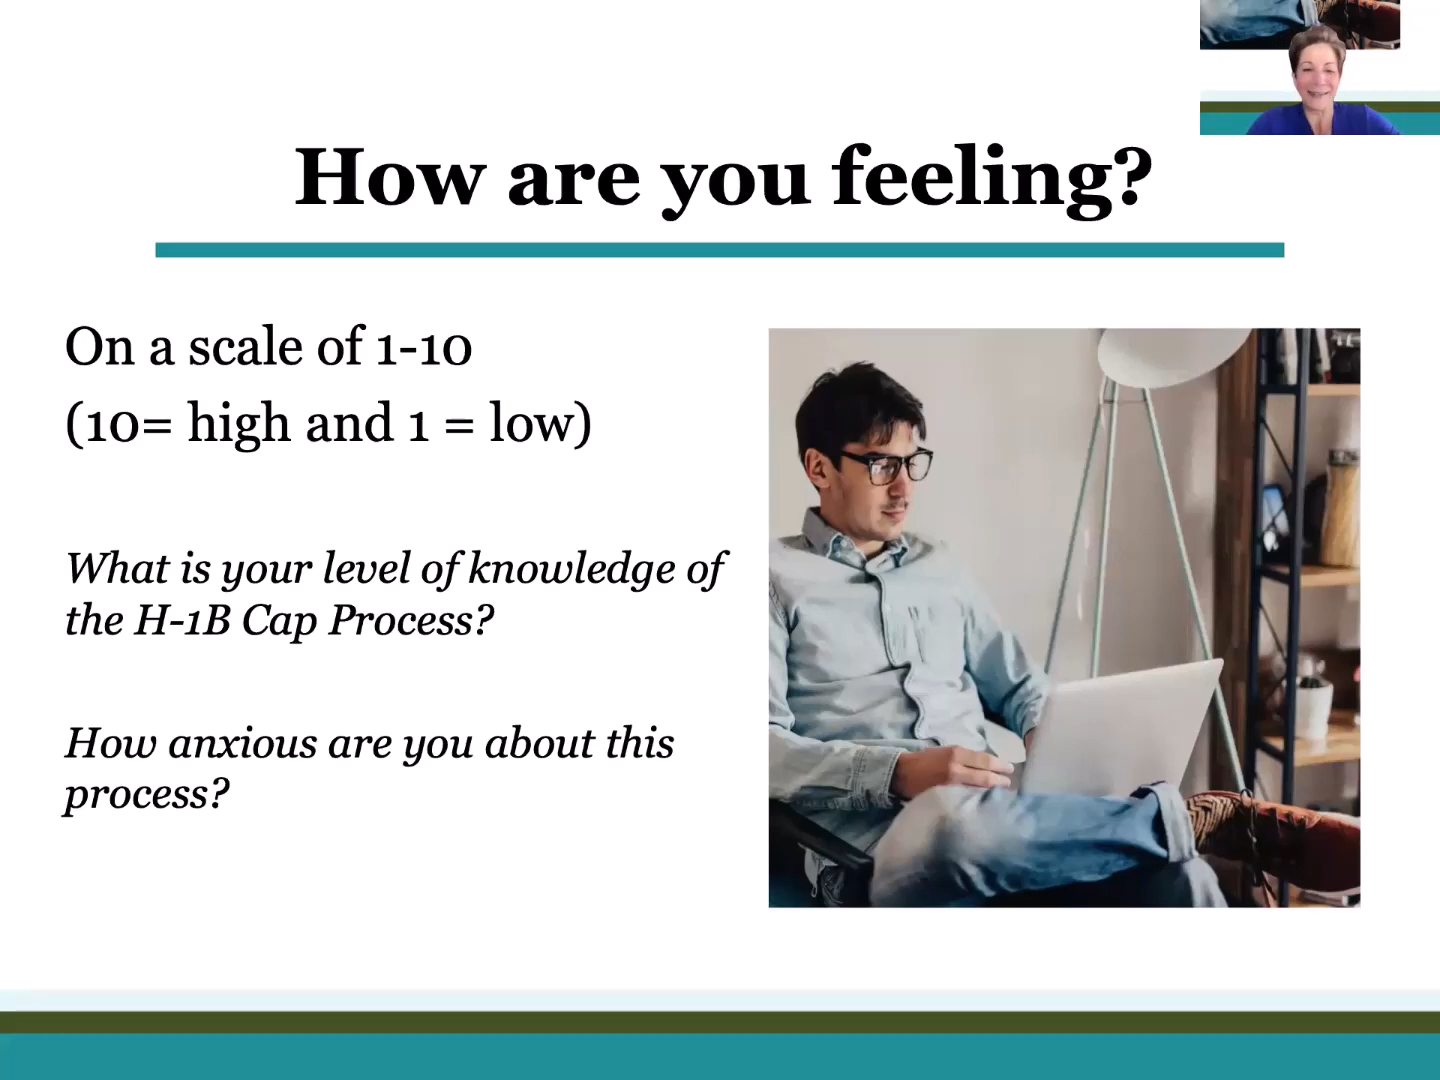 How are you feeling?
On a scale of 1-10
(10= high and 1 = low)
What is your level of knowledge of
the H-1B Cap Process?
How anxious are you about this
process?